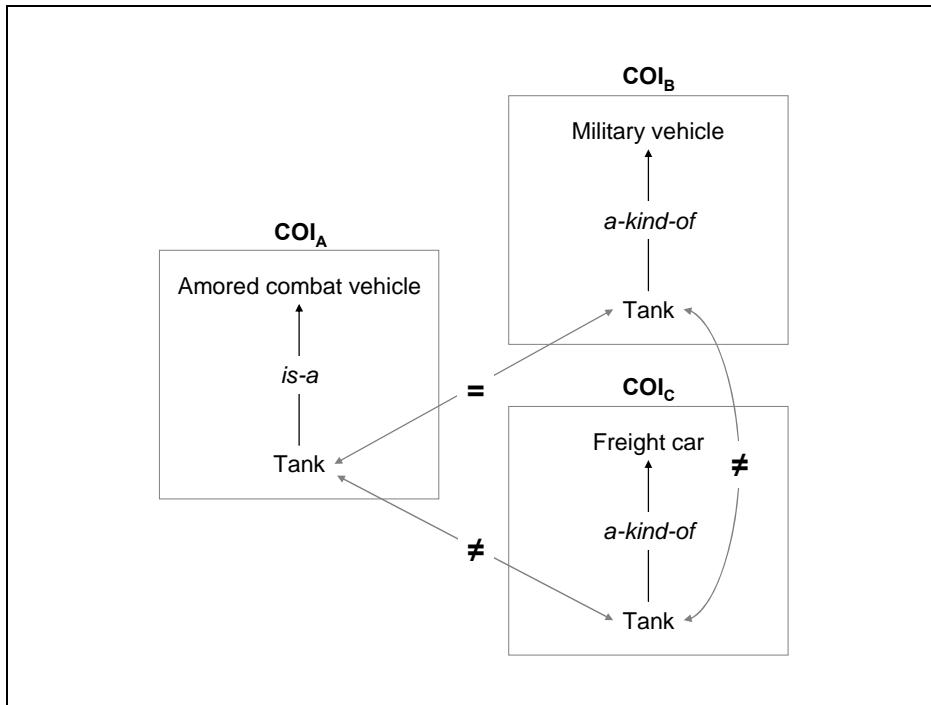 COI_B
Military vehicle
a-kind-of
Tank
COI_A
Amored combat vehicle
is-a
Tank
=
≠
COI_C
Freight car
a-kind-of
Tank
≠